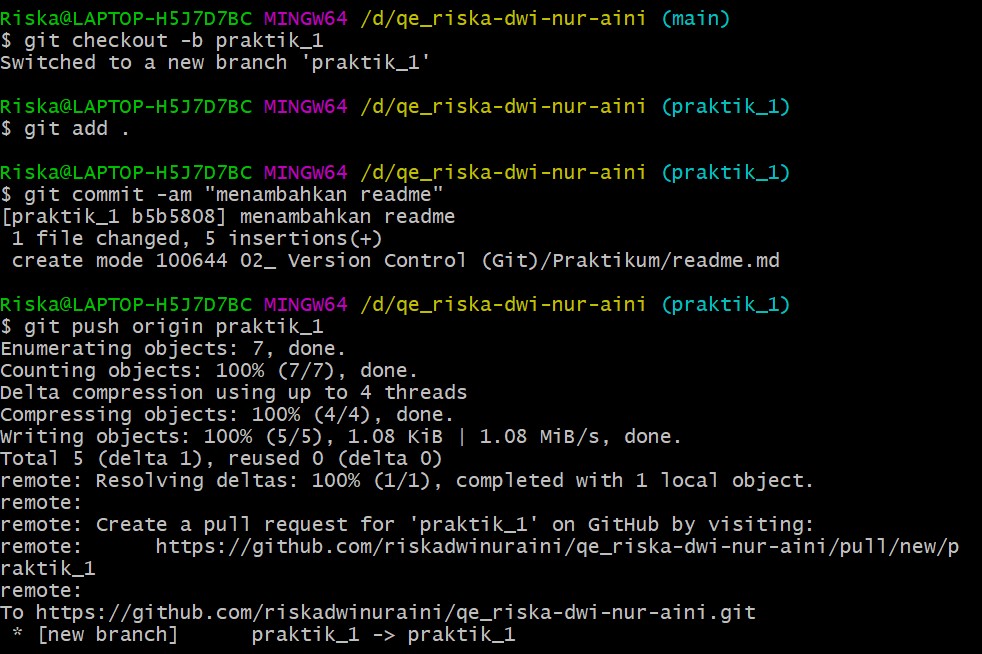 Riska@LAPTOP-H5J7D7BC MINGW64 /d/qe_riska-dwi-nur-aini (main)
$ git checkout -b praktik_1
Switched to a new branch 'praktik_1'
Riska@LAPTOP-H5J7D7BC MINGW64 /d/qe_riska-dwi-nur-aini (praktik_1)
$ git add .
Riska@LAPTOP-H5J7D7BC MINGW64 /d/qe_riska-dwi-nur-aini (praktik_1)
$ git commit -am "menambahkan readme"
[praktik_1 b5b5808] menambahkan readme
 1 file changed, 5 insertions(+)
 create mode 100644 02_ Version Control (Git)/Praktikum/readme.md
Riska@LAPTOP-H5J7D7BC MINGW64 /d/qe_riska-dwi-nur-aini (praktik_1)
$ git push origin praktik_1
Enumerating objects: 7, done.
Counting objects: 100% (7/7), done.
Delta compression using up to 4 threads
Compressing objects: 100% (4/4), done.
Writing objects: 100% (5/5), 1.08 KiB | 1.08 MiB/s, done.
Total 5 (delta 1), reused 0 (delta 0)
remote: Resolving deltas: 100% (1/1), completed with 1 local object.
remote:
remote: Create a pull request for 'praktik_1' on GitHub by visiting:
remote:      https://github.com/riskadwinuraini/qe_riska-dwi-nur-aini/pull/new/p
raktik_1
remote:
To https://github.com/riskadwinuraini/qe_riska-dwi-nur-aini.git
 * [new branch]      praktik_1 -> praktik_1